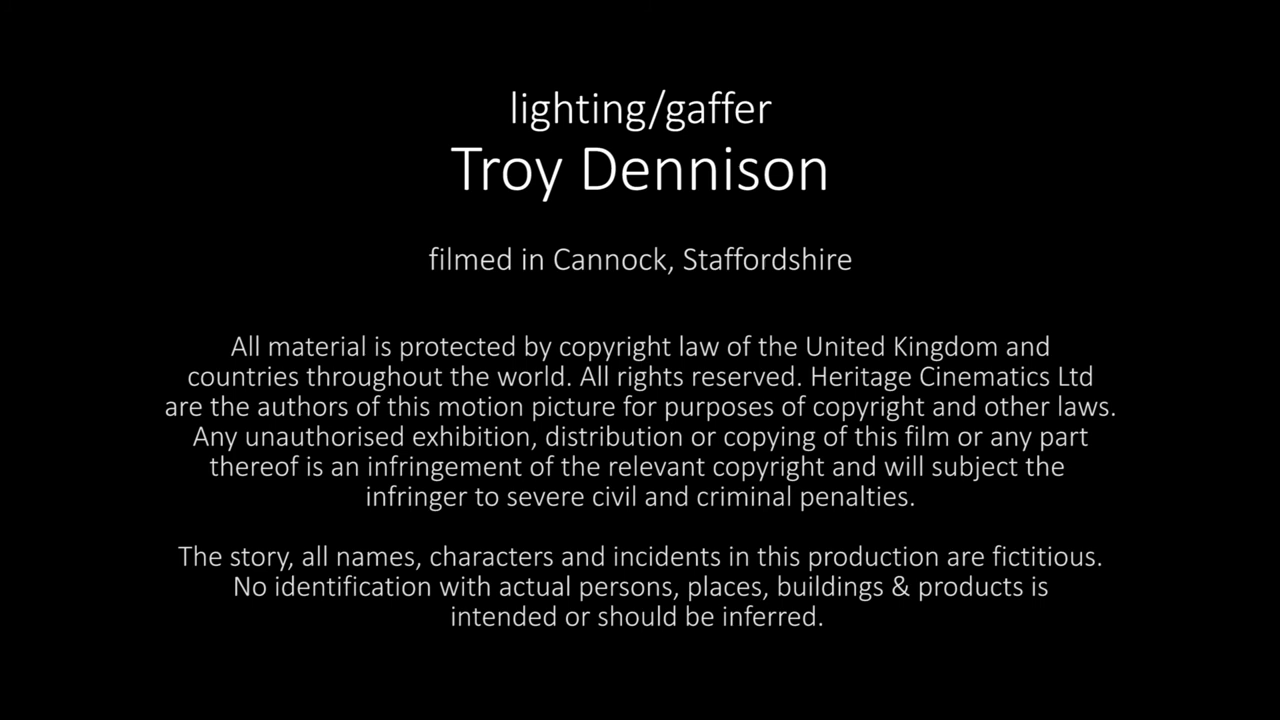 lighting/gaffer
Troy Dennison
filmed in Cannock, Staffordshire
All material is protected by copyright law of the United Kingdom and
countries throughout the world. All rights reserved. Heritage Cinematics Ltd
are the authors of this motion picture for purposes of copyright and other laws.
Any unauthorised exhibition, distribution or copying of this film or any part
thereof is an infringement of the relevant copyright and will subject the
infringer to severe civil and criminal penalties.
The story, all names, characters and incidents in this production are fictitious.
No identification with actual persons, places, buildings & products is
intended or should be inferred.